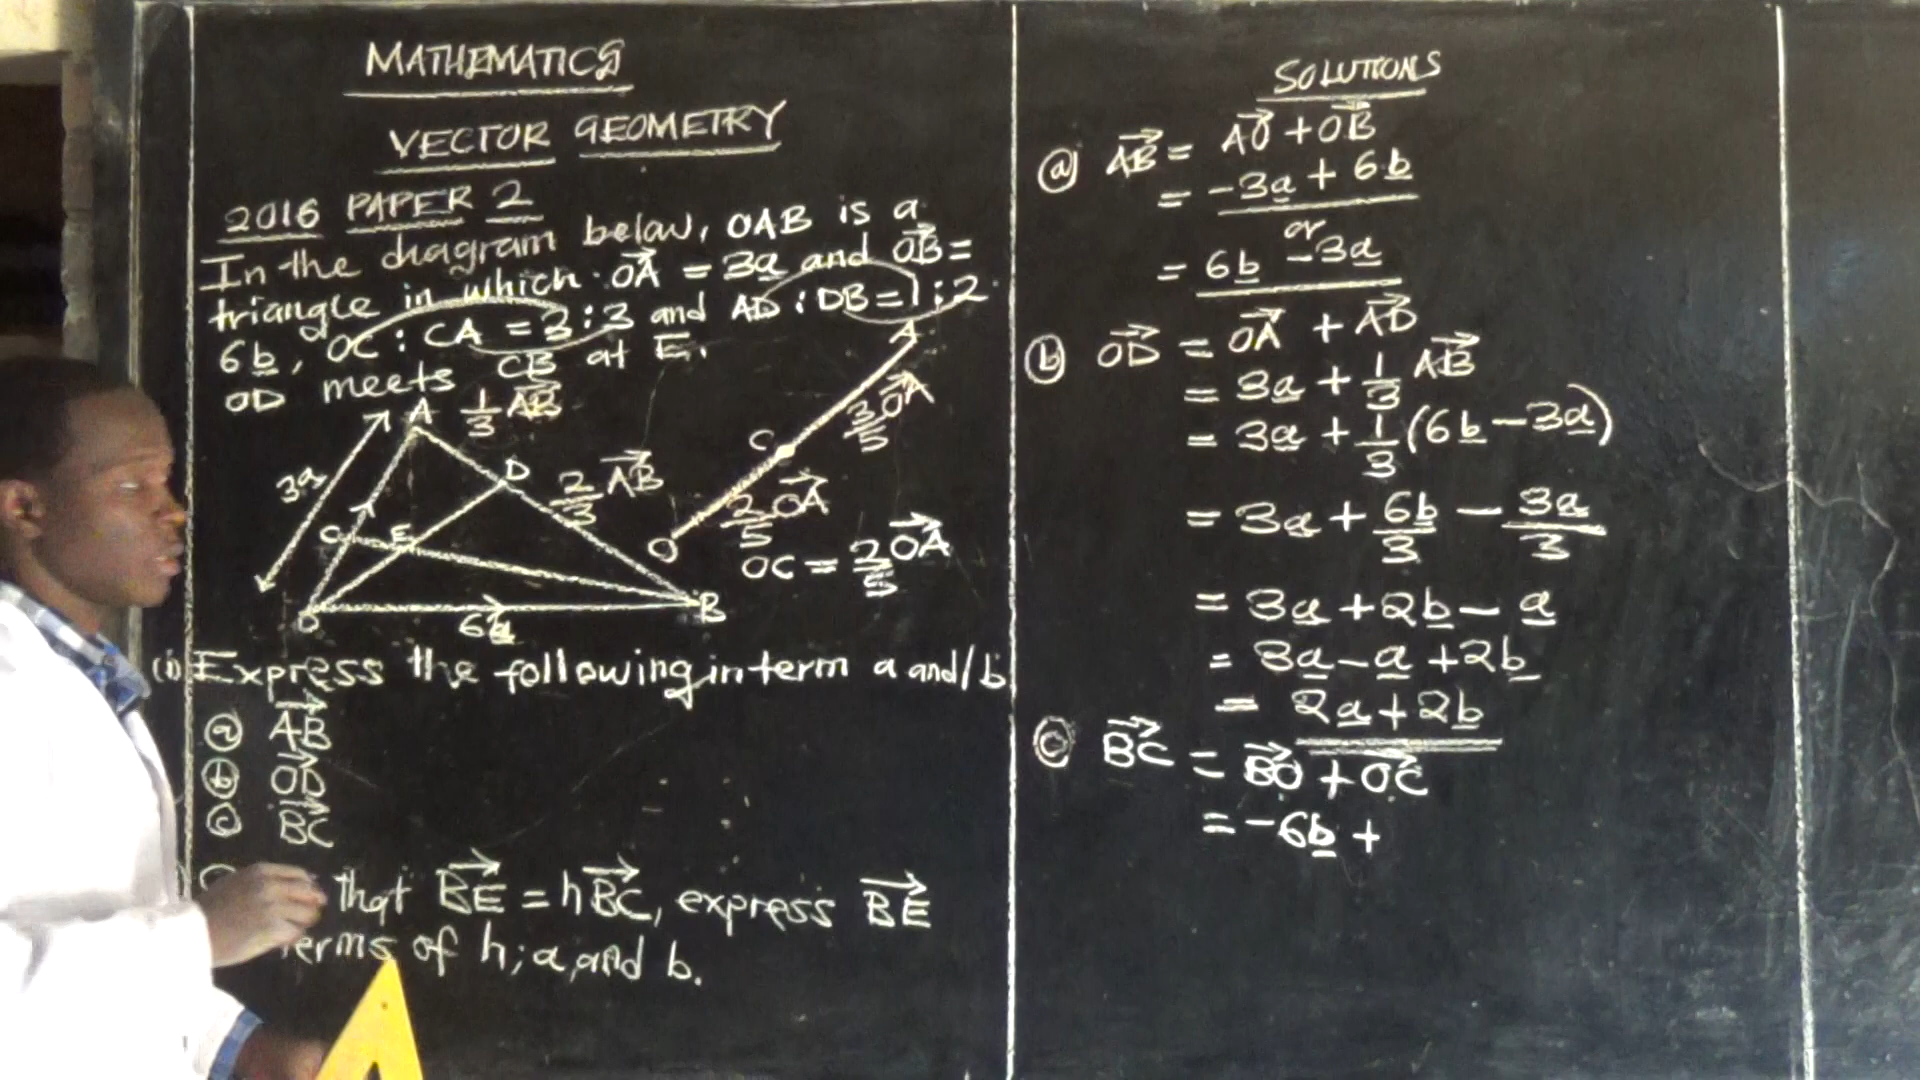 MATHEMATICS
VECTOR GEOMETRY
2016 PAPER 2
In the diagram below, OAB is a
triangle in which OA = 3a and OB =
6b, OC : CA = 2:3 and AD : DB = 1:2.
OD meets CB at E.
A
1/3 AB
3a
D
2/3 AB
C
E
O
6a
B
A
3/5 OA
C
2/5 OA
O
OC = 2/5 OA
(i) Express the following in term a and/b
(a) AB
(b) OD
(c) BC
that BE = hBC, express BE
terms of h; a, and b.
SOLUTIONS
(a) AB = AO + OB
= -3a + 6b
or
= 6b - 3a
(b) OD = OA + AD
= 3a + 1/3 AB
= 3a + 1/3 (6b - 3a)
= 3a + 6b/3 - 3a/3
= 3a + 2b - a
= 3a - a + 2b
= 2a + 2b
(c) BC = BO + OC
= -6b +